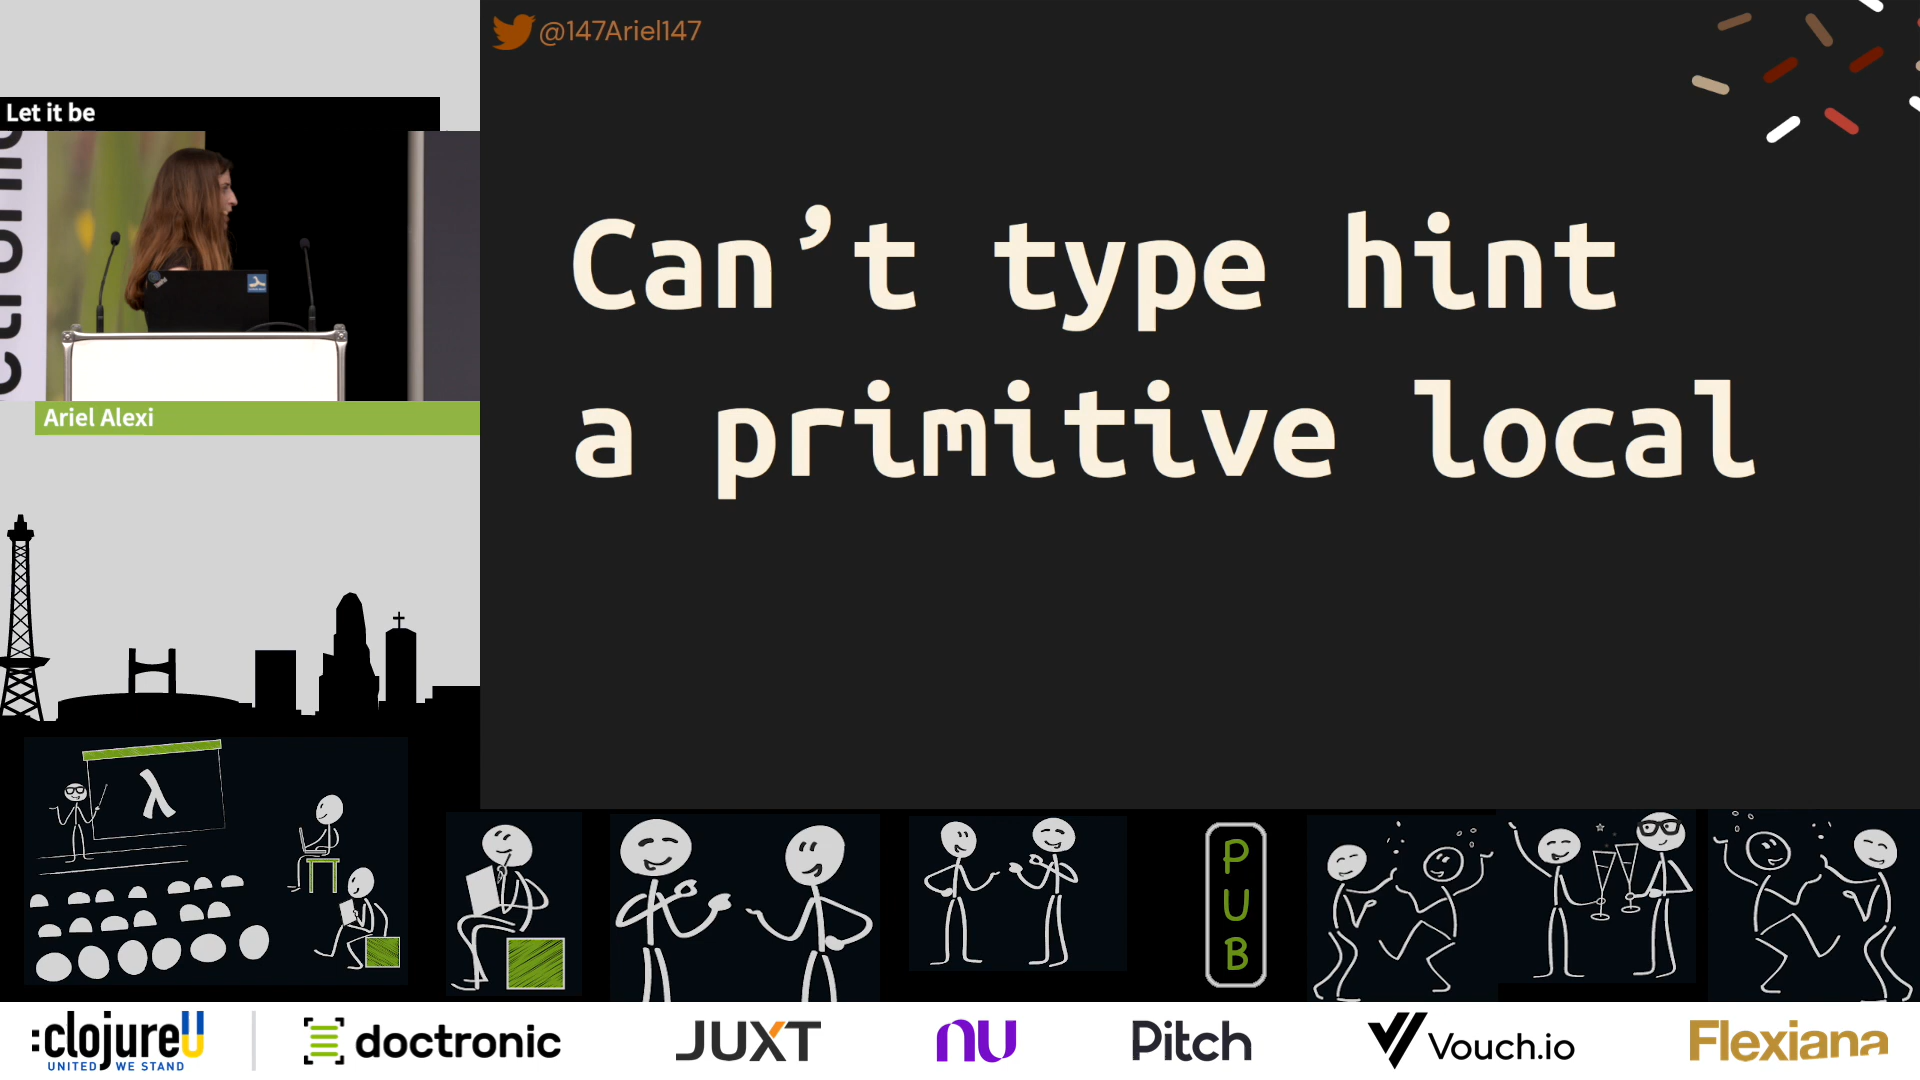 @147Ariel147
Let it be
Can’t type hint
a primitive local
Ariel Alexi
λ
PUB
:clojureU
UNITED WE STAND
doctronic
JUXT
nu
Pitch
Vouch.io
Flexiana